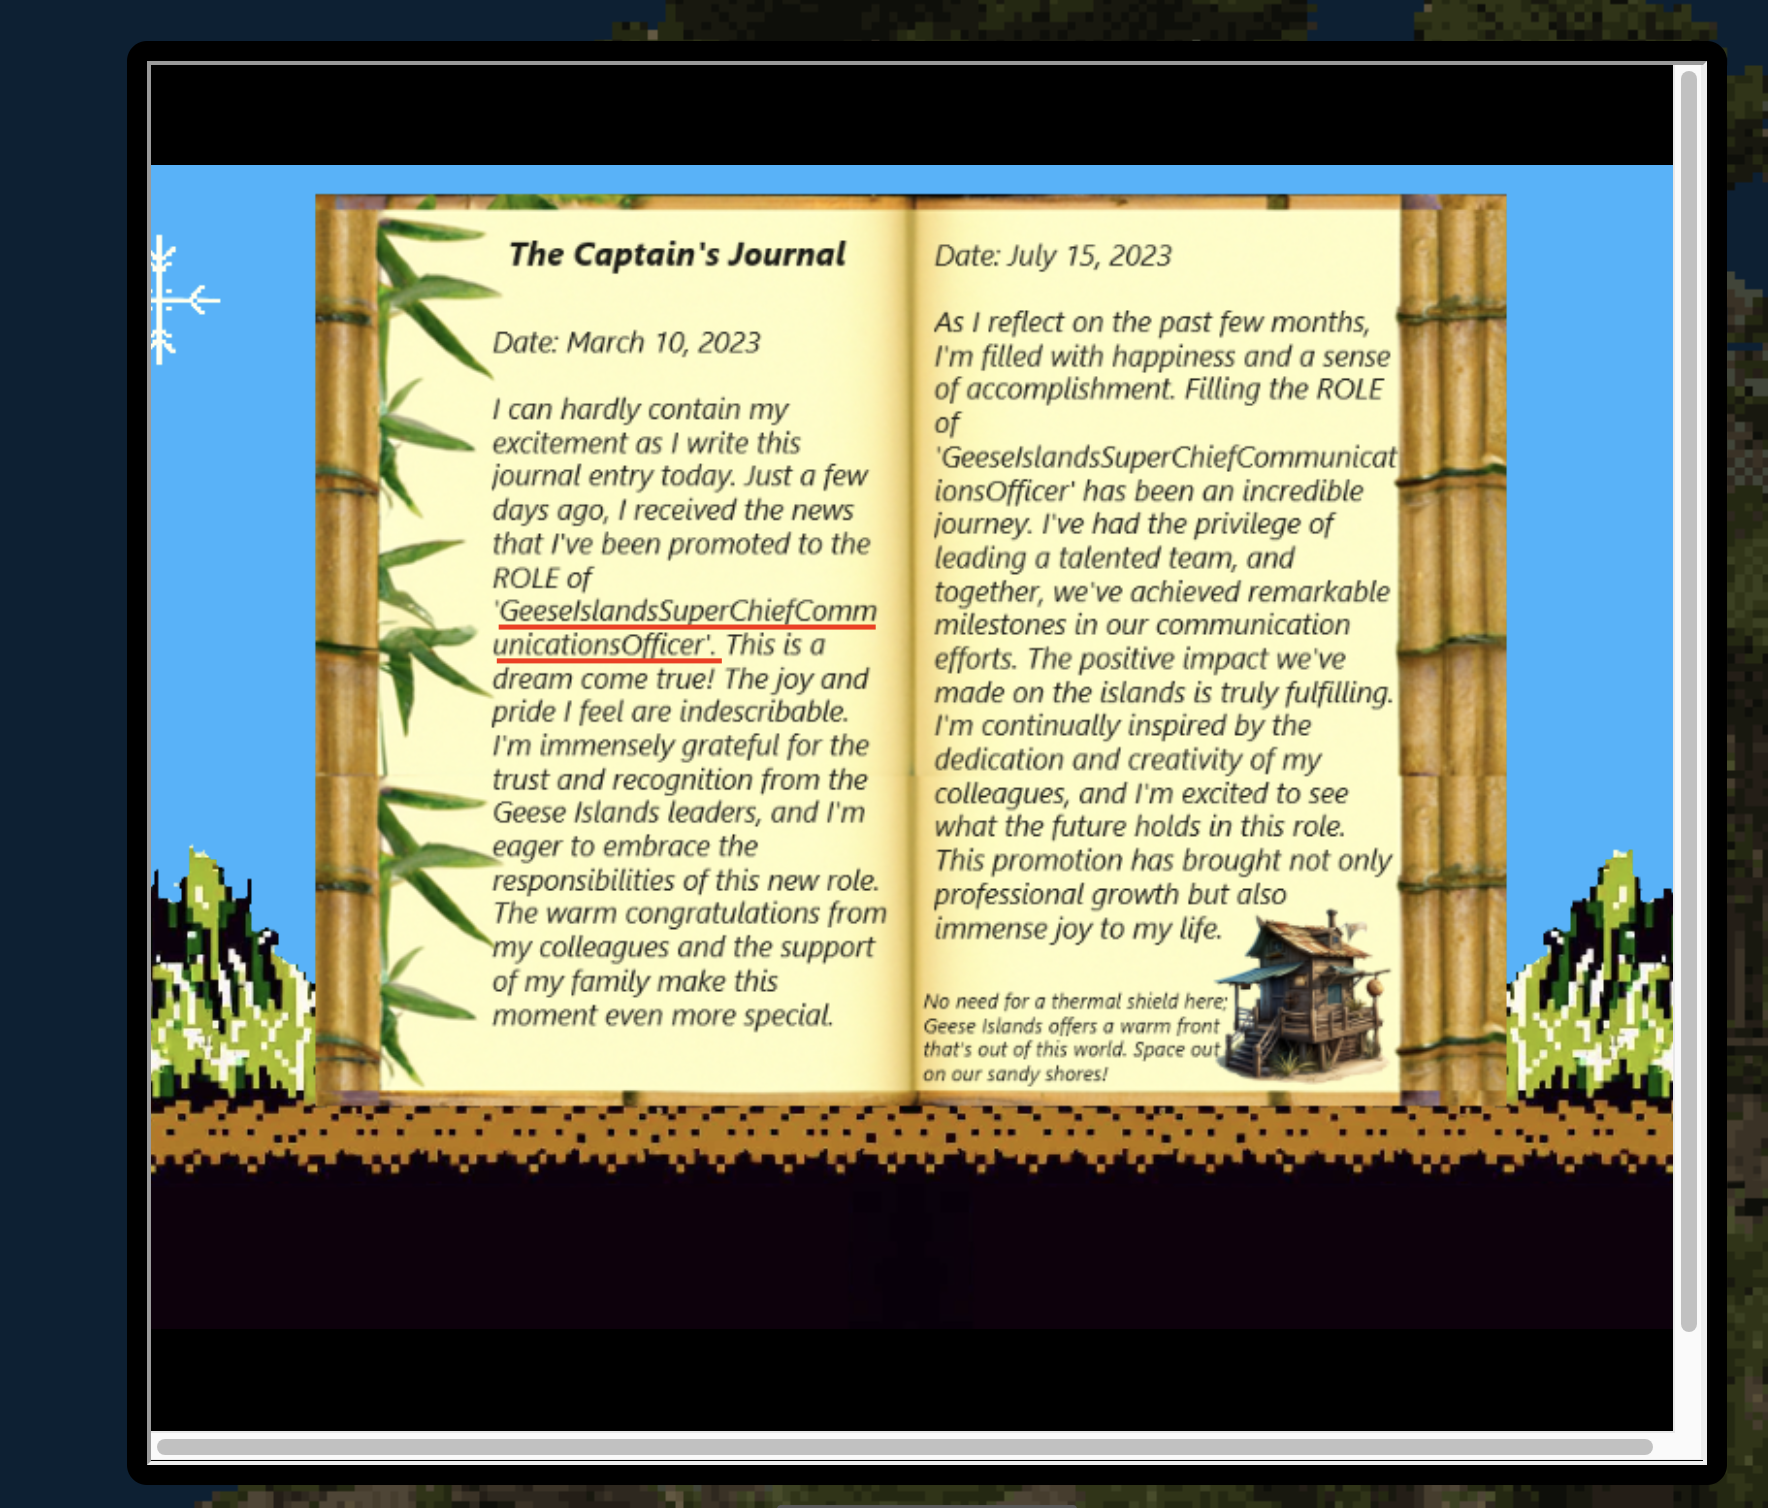 The Captain's Journal
Date: March 10, 2023
I can hardly contain my
excitement as I write this
journal entry today. Just a few
days ago, I received the news
that I've been promoted to the
ROLE of
'GeeseIslandsSuperChiefComm
unicationsOfficer'. This is a
dream come true! The joy and
pride I feel are indescribable.
I'm immensely grateful for the
trust and recognition from the
Geese Islands leaders, and I'm
eager to embrace the
responsibilities of this new role.
The warm congratulations from
my colleagues and the support
of my family make this
moment even more special.
Date: July 15, 2023
As I reflect on the past few months,
I'm filled with happiness and a sense
of accomplishment. Filling the ROLE
of
'GeeseIslandsSuperChiefCommunicat
ionsOfficer' has been an incredible
journey. I've had the privilege of
leading a talented team, and
together, we've achieved remarkable
milestones in our communication
efforts. The positive impact we've
made on the islands is truly fulfilling.
I'm continually inspired by the
dedication and creativity of my
colleagues, and I'm excited to see
what the future holds in this role.
This promotion has brought not only
professional growth but also
immense joy to my life.
No need for a thermal shield here;
Geese Islands offers a warm front
that's out of this world. Space out
on our sandy shores!